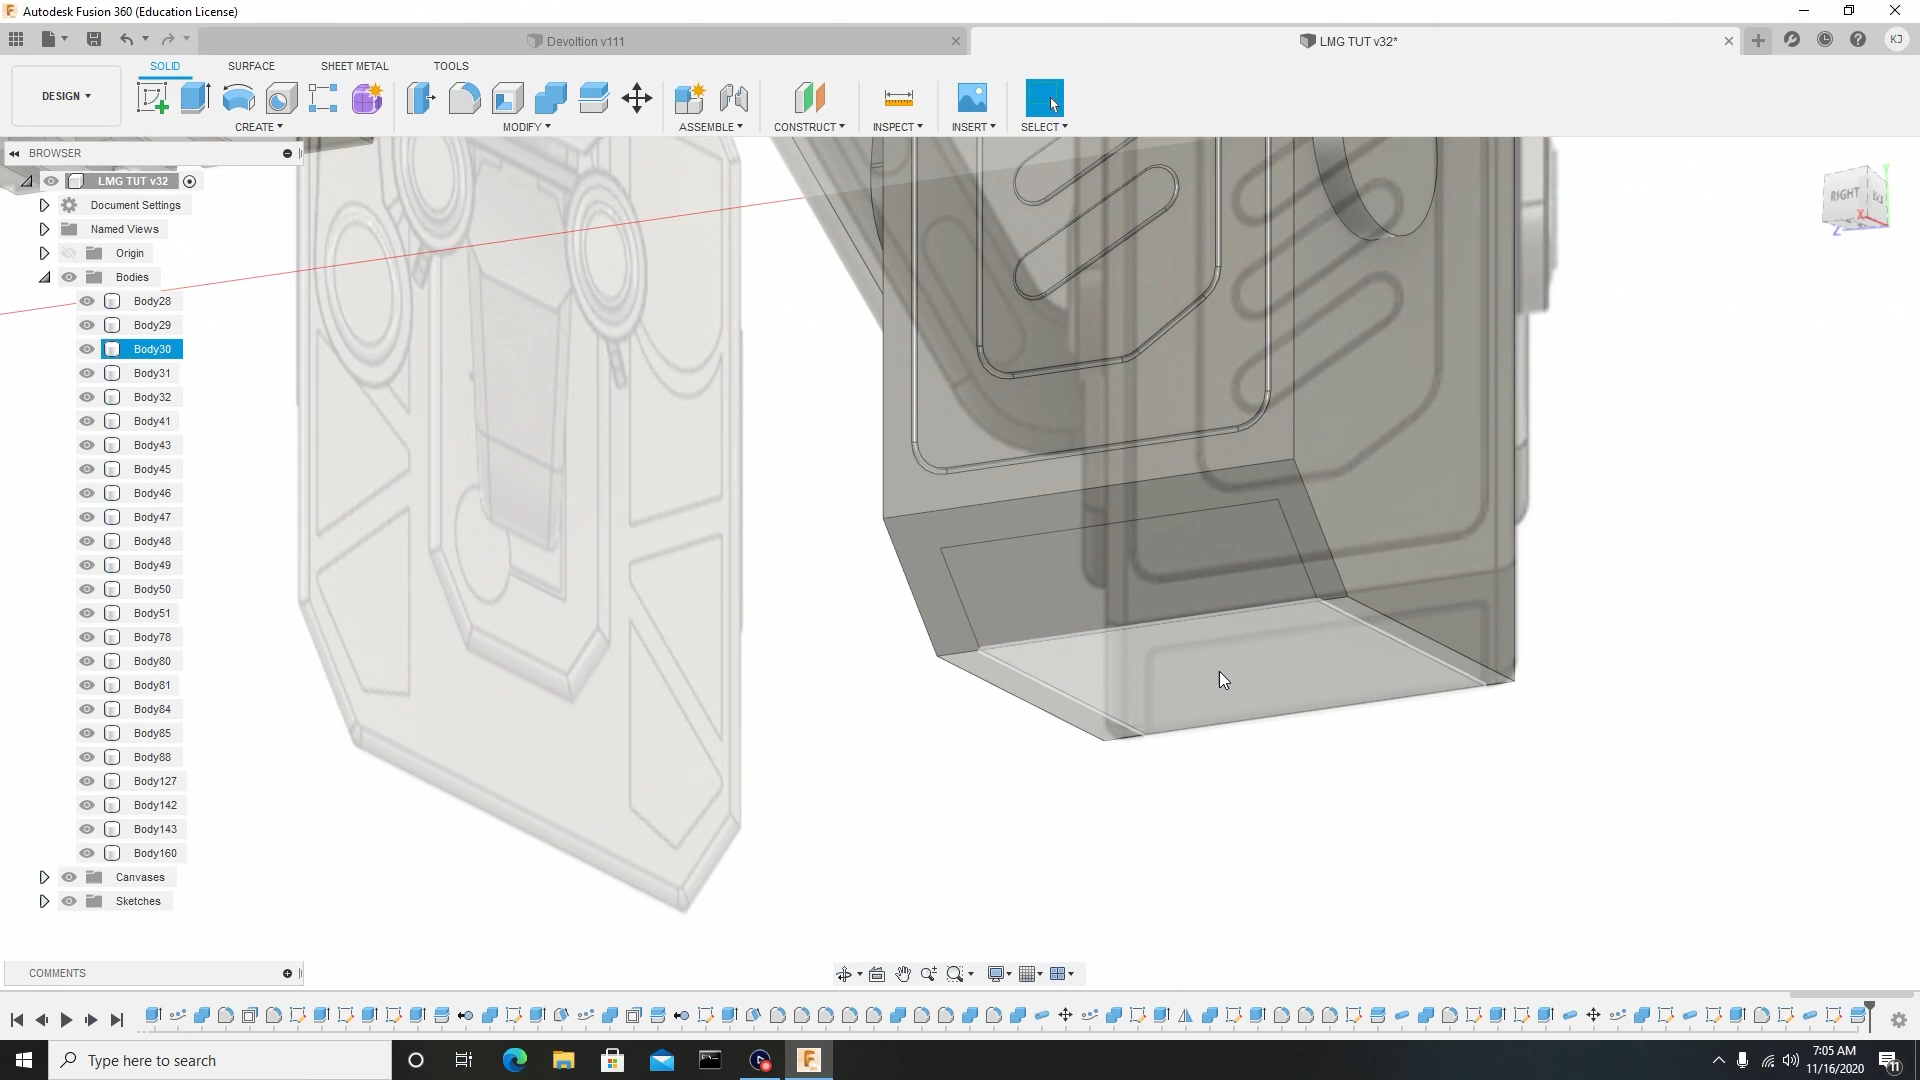 Autodesk Fusion 360 (Education License)
Devoltion v111
LMG TUT v32*
KJ
DESIGN
SOLID
SURFACE
SHEET METAL
TOOLS
CREATE
MODIFY
ASSEMBLE
CONSTRUCT
INSPECT
INSERT
SELECT
BROWSER
LMG TUT v32
Document Settings
Named Views
Origin
Bodies
Body28
Body29
Body30
Body31
Body32
Body41
Body43
Body45
Body46
Body47
Body48
Body49
Body50
Body51
Body78
Body80
Body81
Body84
Body85
Body88
Body127
Body142
Body143
Body160
Canvases
Sketches
RIGHT
Y
X
Z
COMMENTS
Type here to search
7:05 AM
11/16/2020
11